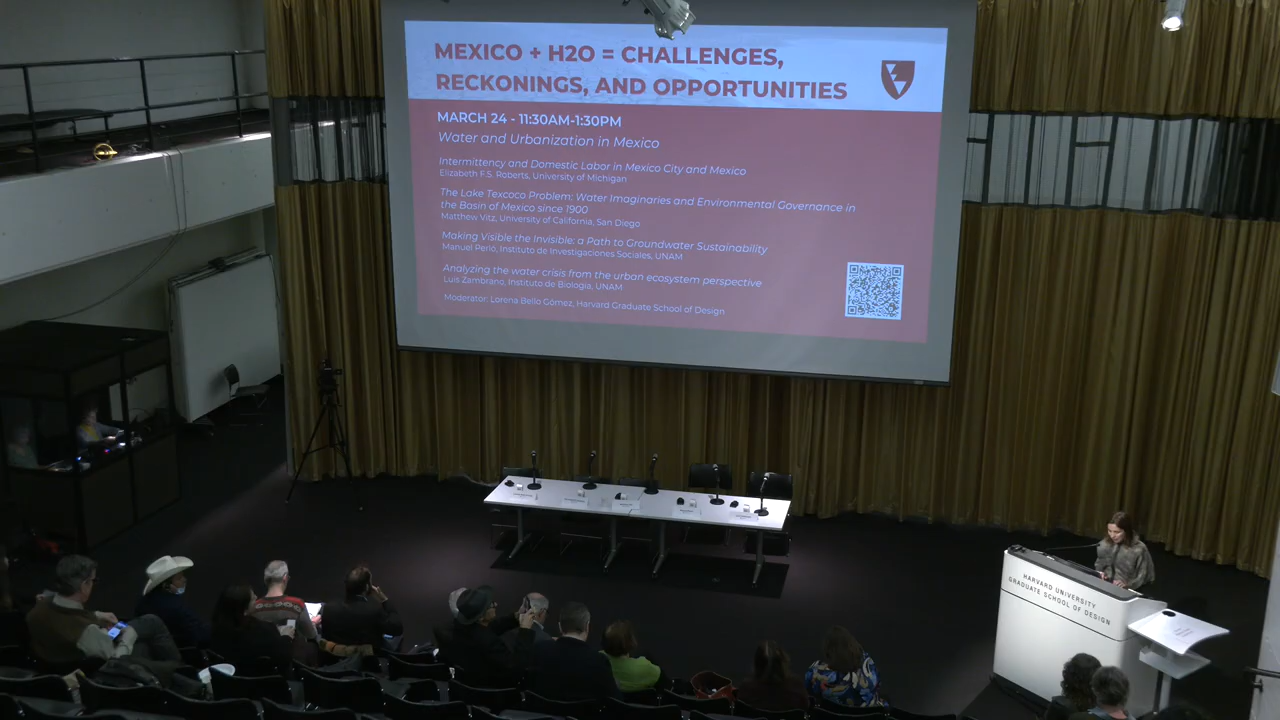 MEXICO + H2O = CHALLENGES,
RECKONINGS, AND OPPORTUNITIES
MARCH 24 - 11:30AM-1:30PM
Water and Urbanization in Mexico
Intermittency and Domestic Labor in Mexico City and Mexico
Elizabeth F.S. Roberts, University of Michigan
The Lake Texcoco Problem: Water Imaginaries and Environmental Governance in
the Basin of Mexico since 1900
Matthew Vitz, University of California, San Diego
Making Visible the Invisible: a Path to Groundwater Sustainability
Manuel Perló, Instituto de Investigaciones Sociales, UNAM
Analyzing the water crisis from the urban ecosystem perspective
Luis Zambrano, Instituto de Biología, UNAM
Moderator: Lorena Bello Gómez, Harvard Graduate School of Design
HARVARD UNIVERSITY
GRADUATE SCHOOL OF DESIGN